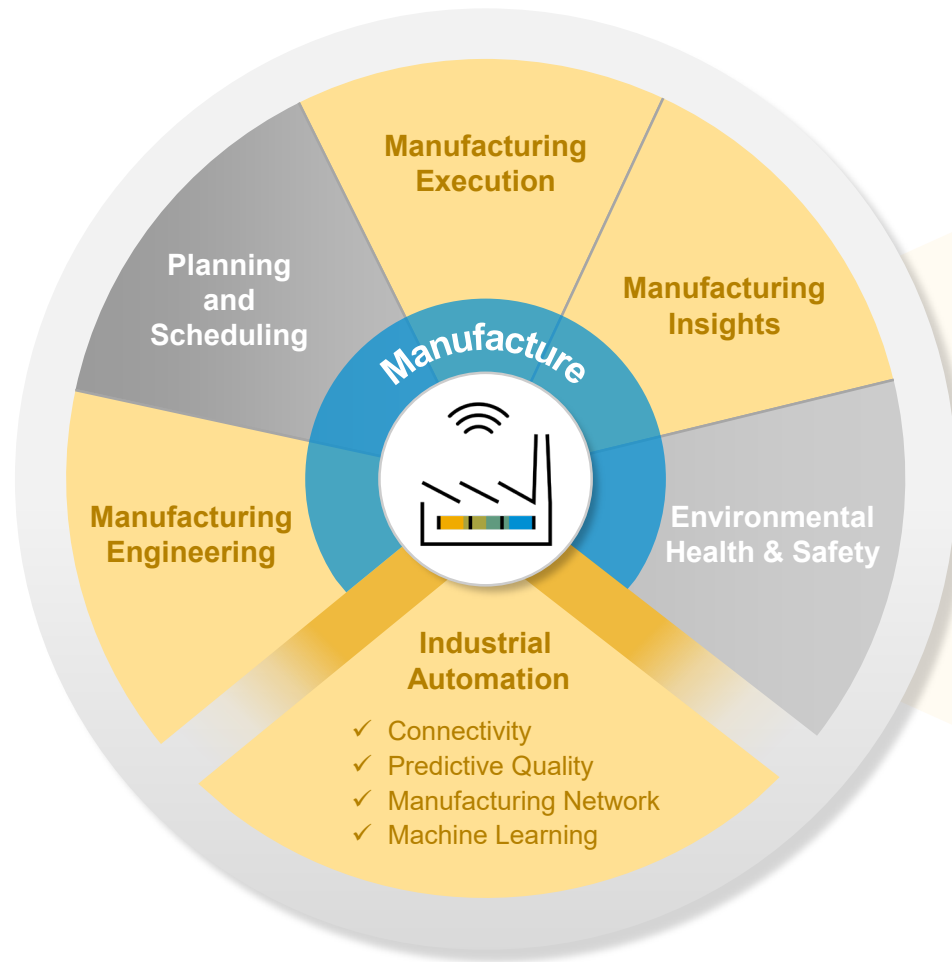 Manufacturing
Execution
Planning
and
Scheduling
Manufacturing
Insights
Manufacture
Manufacturing
Engineering
Environmental
Health & Safety
Industrial
Automation
✓ Connectivity
✓ Predictive Quality
✓ Manufacturing Network
✓ Machine Learning